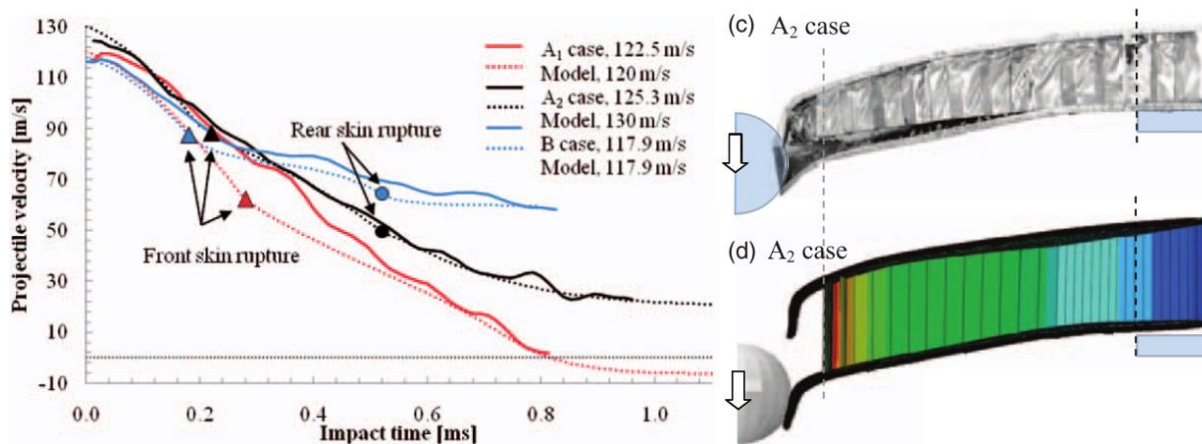 130
110
90
70
50
30
10
-10
Projectile velocity [m/s]
0.0 0.2 0.4 0.6 0.8 1.0
Impact time [ms]
A1 case, 122.5 m/s
Model, 120 m/s
A2 case, 125.3 m/s
Model, 130 m/s
B case, 117.9 m/s
Model, 117.9 m/s
Rear skin rupture
Front skin rupture
(c) A2 case
(d) A2 case